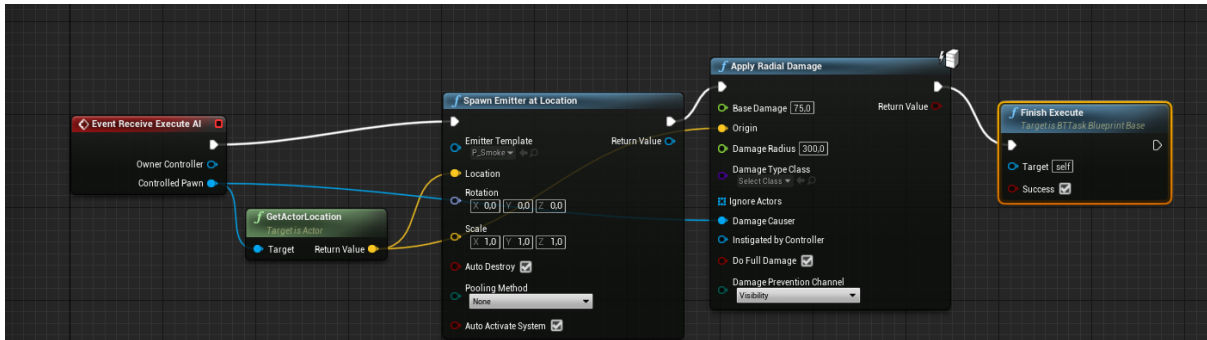 Event Receive Execute AI
Owner Controller
Controlled Pawn
GetActorLocation
Target is Actor
Target Return Value
Spawn Emitter at Location
Emitter Template Return Value
P_Smoke
Location
Rotation
X 0,0 Y 0,0 Z 0,0
Scale
X 1,0 Y 1,0 Z 1,0
Auto Destroy
Pooling Method
None
Auto Activate System
Apply Radial Damage
Base Damage 75,0 Return Value
Origin
Damage Radius 300,0
Damage Type Class
Select Class
Ignore Actors
Damage Causer
Instigated by Controller
Do Full Damage
Damage Prevention Channel
Visibility
Finish Execute
Target is BTTask Blueprint Base
Target self
Success